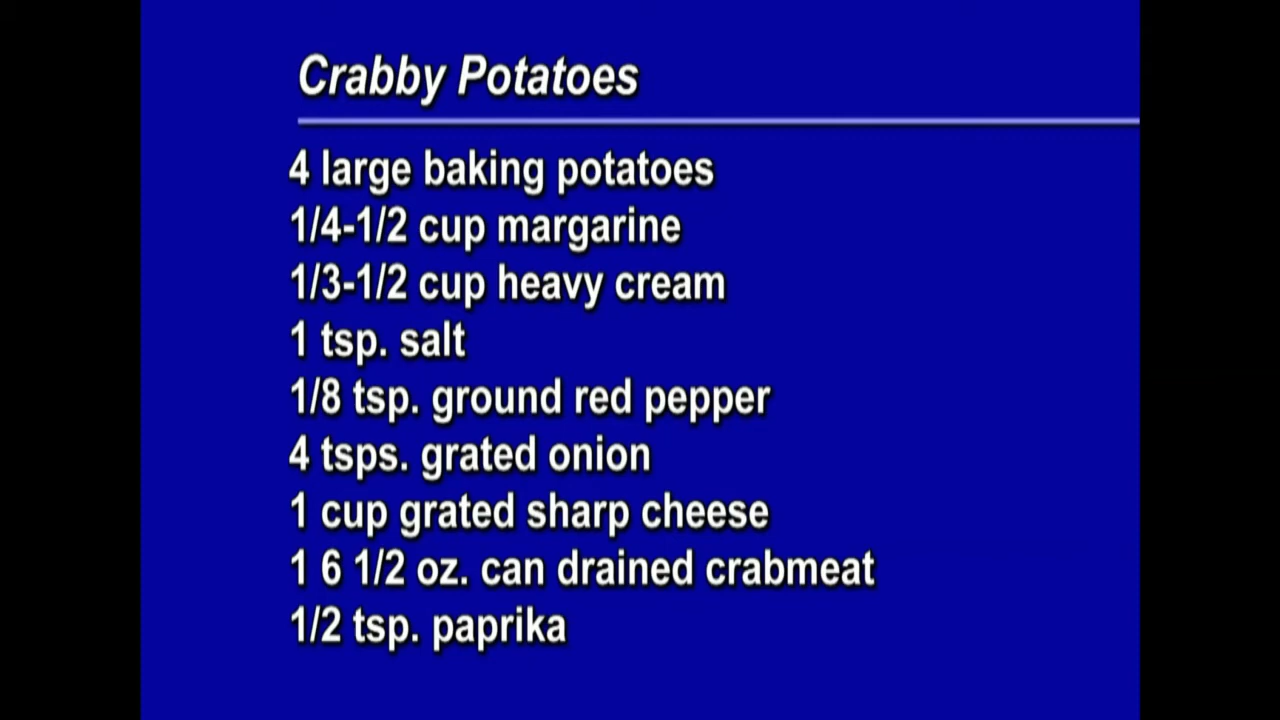 Crabby Potatoes
4 large baking potatoes
1/4-1/2 cup margarine
1/3-1/2 cup heavy cream
1 tsp. salt
1/8 tsp. ground red pepper
4 tsps. grated onion
1 cup grated sharp cheese
1 6 1/2 oz. can drained crabmeat
1/2 tsp. paprika